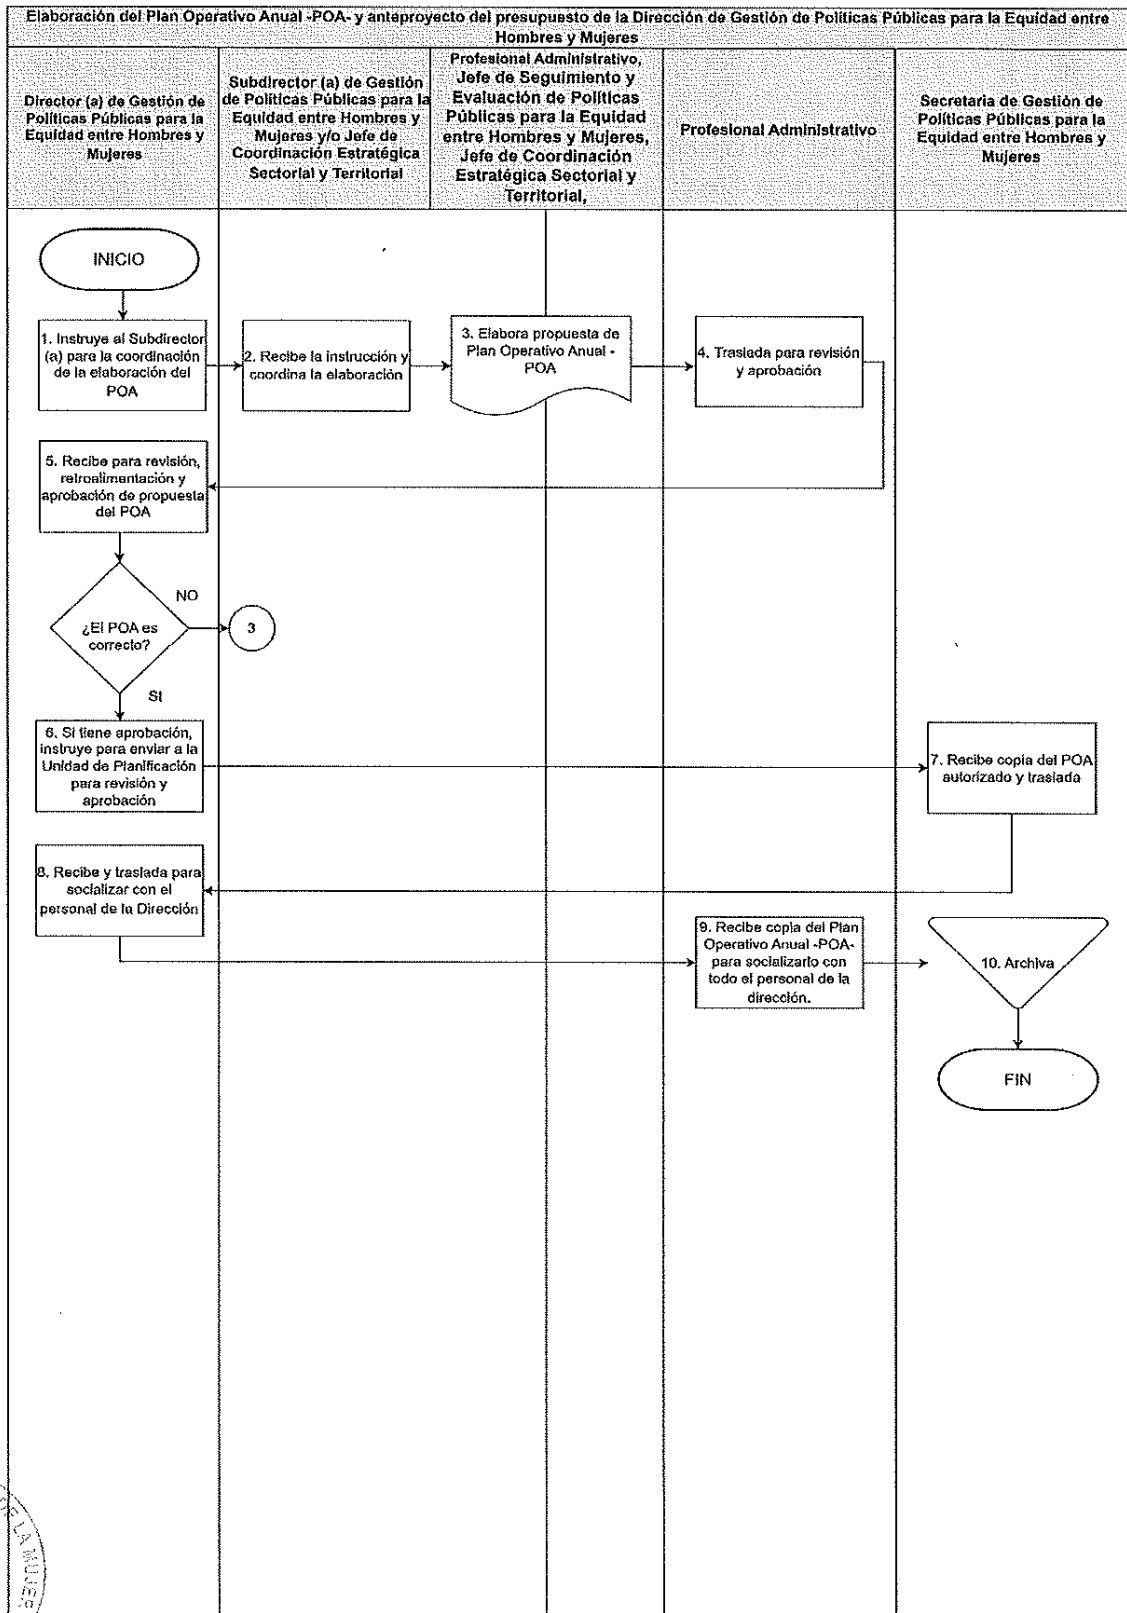 Elaboración del Plan Operativo Anual -POA- y anteproyecto del presupuesto de la Dirección de Gestión de Políticas Públicas para la Equidad entre
Hombres y Mujeres
Director (a) de Gestión de
Políticas Públicas para la
Equidad entre Hombres y
Mujeres
Subdirector (a) de Gestión
de Políticas Públicas para la
Equidad entre Hombres y
Mujeres y/o Jefe de
Coordinación Estratégica
Sectorial y Territorial
Profesional Administrativo,
Jefe de Seguimiento y
Evaluación de Políticas
Públicas para la Equidad
entre Hombres y Mujeres,
Jefe de Coordinación
Estratégica Sectorial y
Territorial,
Profesional Administrativo
Secretaria de Gestión de
Políticas Públicas para la
Equidad entre Hombres y
Mujeres
INICIO
1. Instruye al Subdirector
(a) para la coordinación
de la elaboración del
POA
2. Recibe la instrucción y
coordina la elaboración
3. Elabora propuesta de
Plan Operativo Anual -
POA
4. Traslada para revisión
y aprobación
5. Recibe para revisión,
retroalimentación y
aprobación de propuesta
del POA
¿El POA es
correcto?
NO
3
SI
6. Si tiene aprobación,
instruye para enviar a la
Unidad de Planificación
para revisión y
aprobación
7. Recibe copia del POA
autorizado y traslada
8. Recibe y traslada para
socializar con el
personal de la Dirección
9. Recibe copia del Plan
Operativo Anual -POA-
para socializarlo con
todo el personal de la
dirección.
10. Archiva
FIN
DE LA MUJER